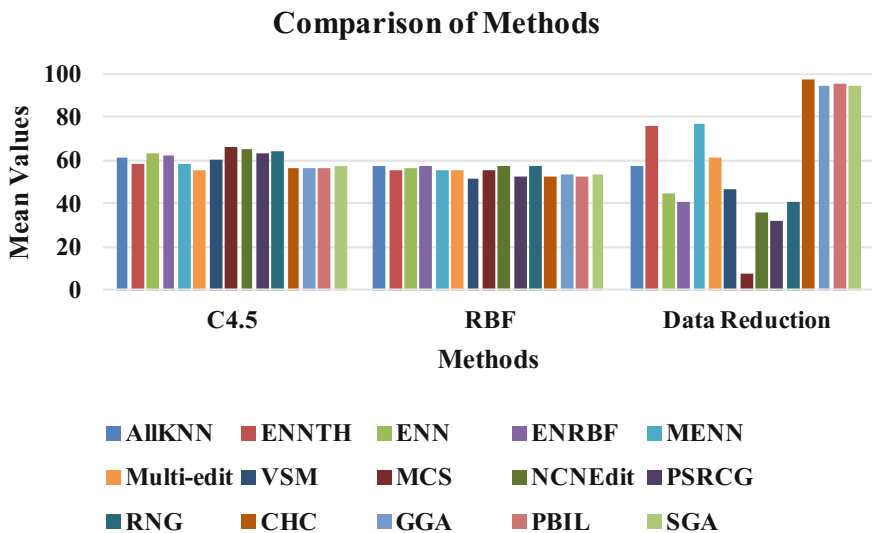 Comparison of Methods
Mean Values
100
80
60
40
20
0
C4.5 RBF Data Reduction
Methods
AllKNN ENNTH ENN ENRBF MENN
Multi-edit VSM MCS NCNEdit PSRCG
RNG CHC GGA PBIL SGA